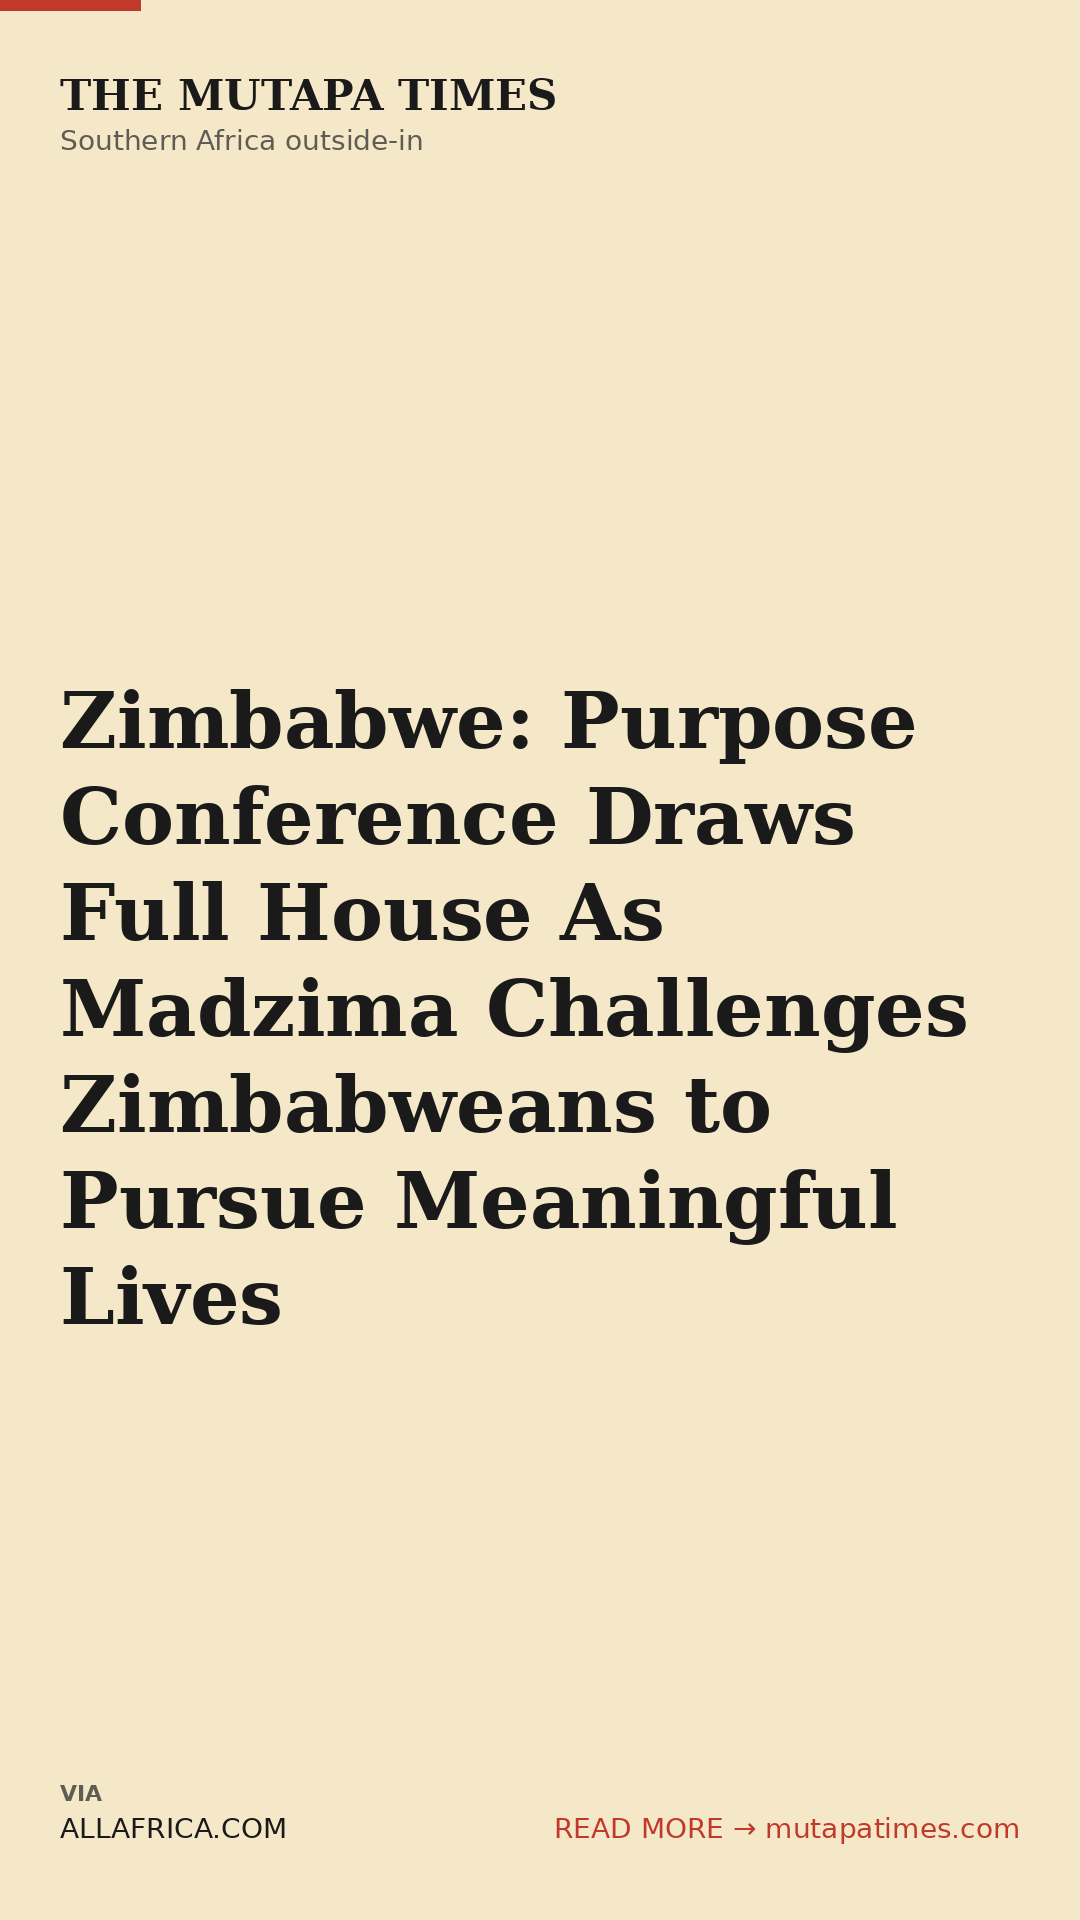 THE MUTAPA TIMES
Southern Africa outside-in
Zimbabwe: Purpose
Conference Draws
Full House As
Madzima Challenges
Zimbabweans to
Pursue Meaningful
Lives
VIA
ALLAFRICA.COM
READ MORE → mutapatimes.com